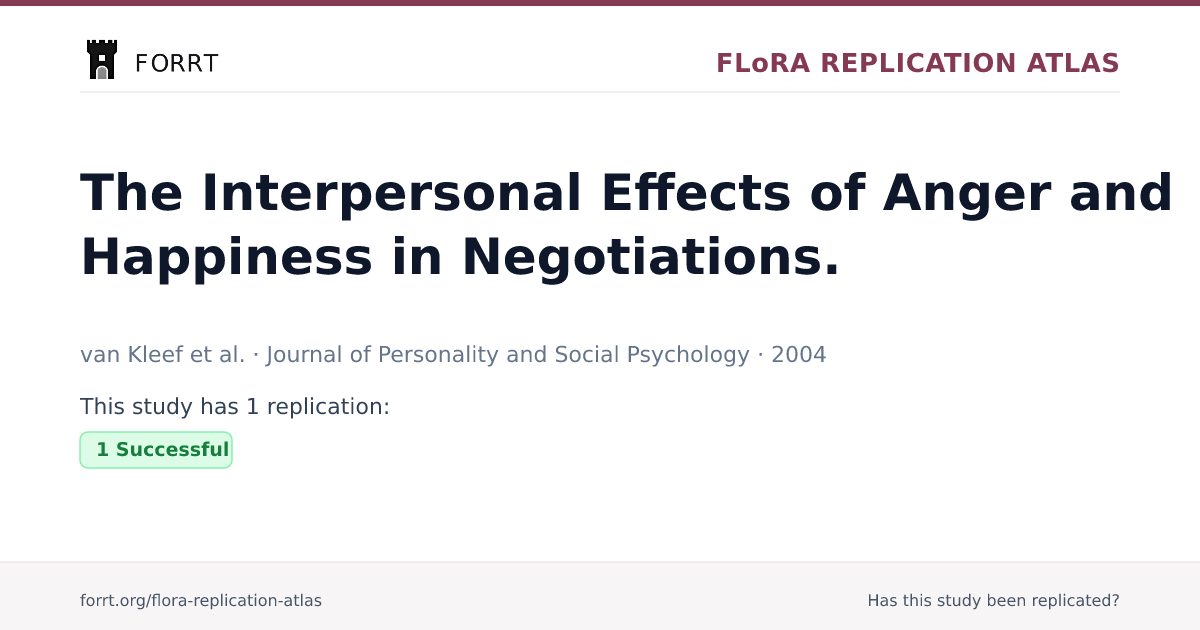 FORRT
FLoRA REPLICATION ATLAS
The Interpersonal Effects of Anger and
Happiness in Negotiations.
van Kleef et al. · Journal of Personality and Social Psychology · 2004
This study has 1 replication:
1 Successful
forrt.org/flora-replication-atlas
Has this study been replicated?